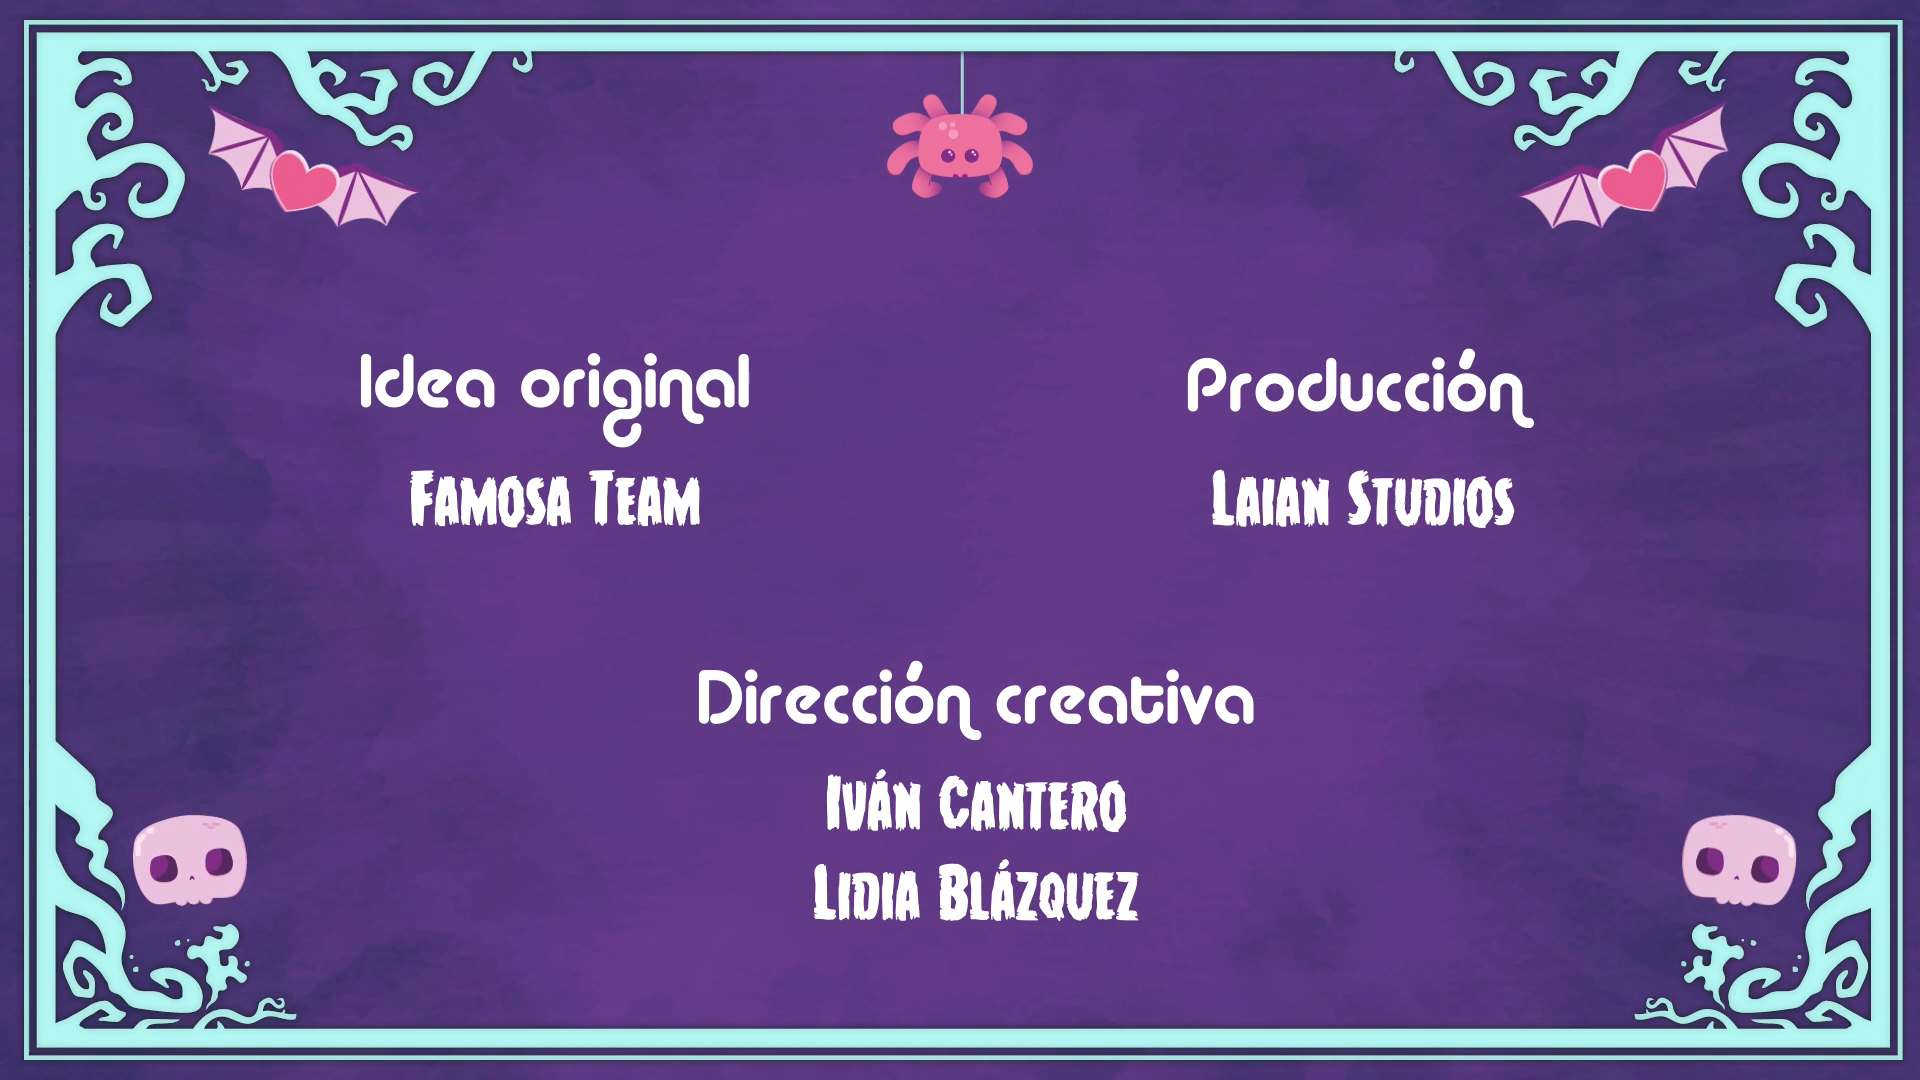 Idea original
Famosa Team
Producción
Laian Studios
Dirección creativa
Iván Cantero
Lidia Blázquez